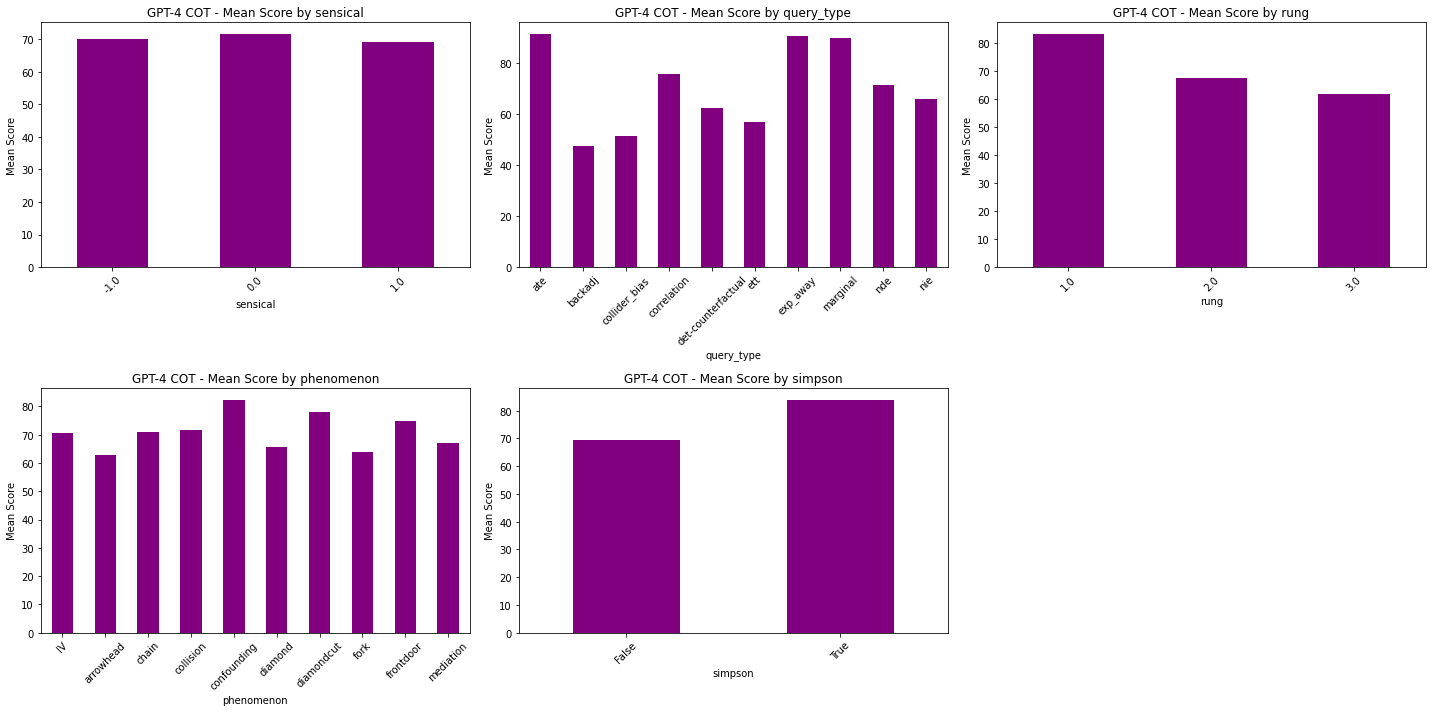 GPT-4 COT - Mean Score by sensical
Mean Score
70
60
50
40
30
20
10
0
-1.0
0.0
1.0
sensical
GPT-4 COT - Mean Score by query_type
Mean Score
80
60
40
20
0
ate
backadj
collider_bias
correlation
det-counterfactual
ett
exp_away
marginal
nde
nie
query_type
GPT-4 COT - Mean Score by rung
Mean Score
80
70
60
50
40
30
20
10
0
1.0
2.0
3.0
rung
GPT-4 COT - Mean Score by phenomenon
Mean Score
80
70
60
50
40
30
20
10
0
IV
arrowhead
chain
collision
confounding
diamond
diamondcut
fork
frontdoor
mediation
phenomenon
GPT-4 COT - Mean Score by simpson
Mean Score
80
70
60
50
40
30
20
10
0
False
True
simpson